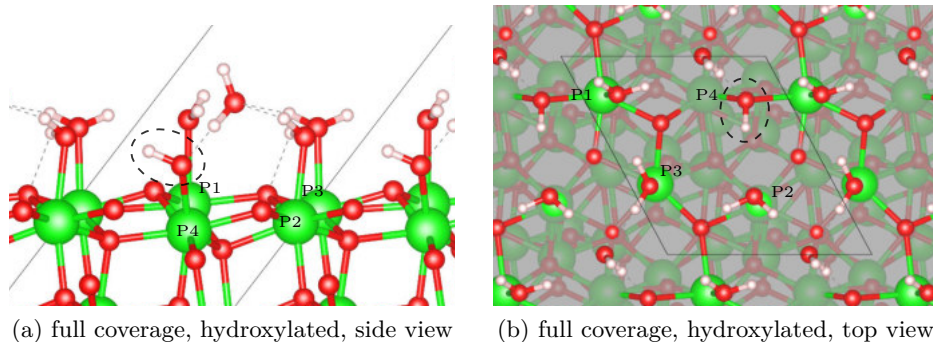 P1
P3
P2
P4
(a) full coverage, hydroxylated, side view
P1
P4
P3
P2
(b) full coverage, hydroxylated, top view